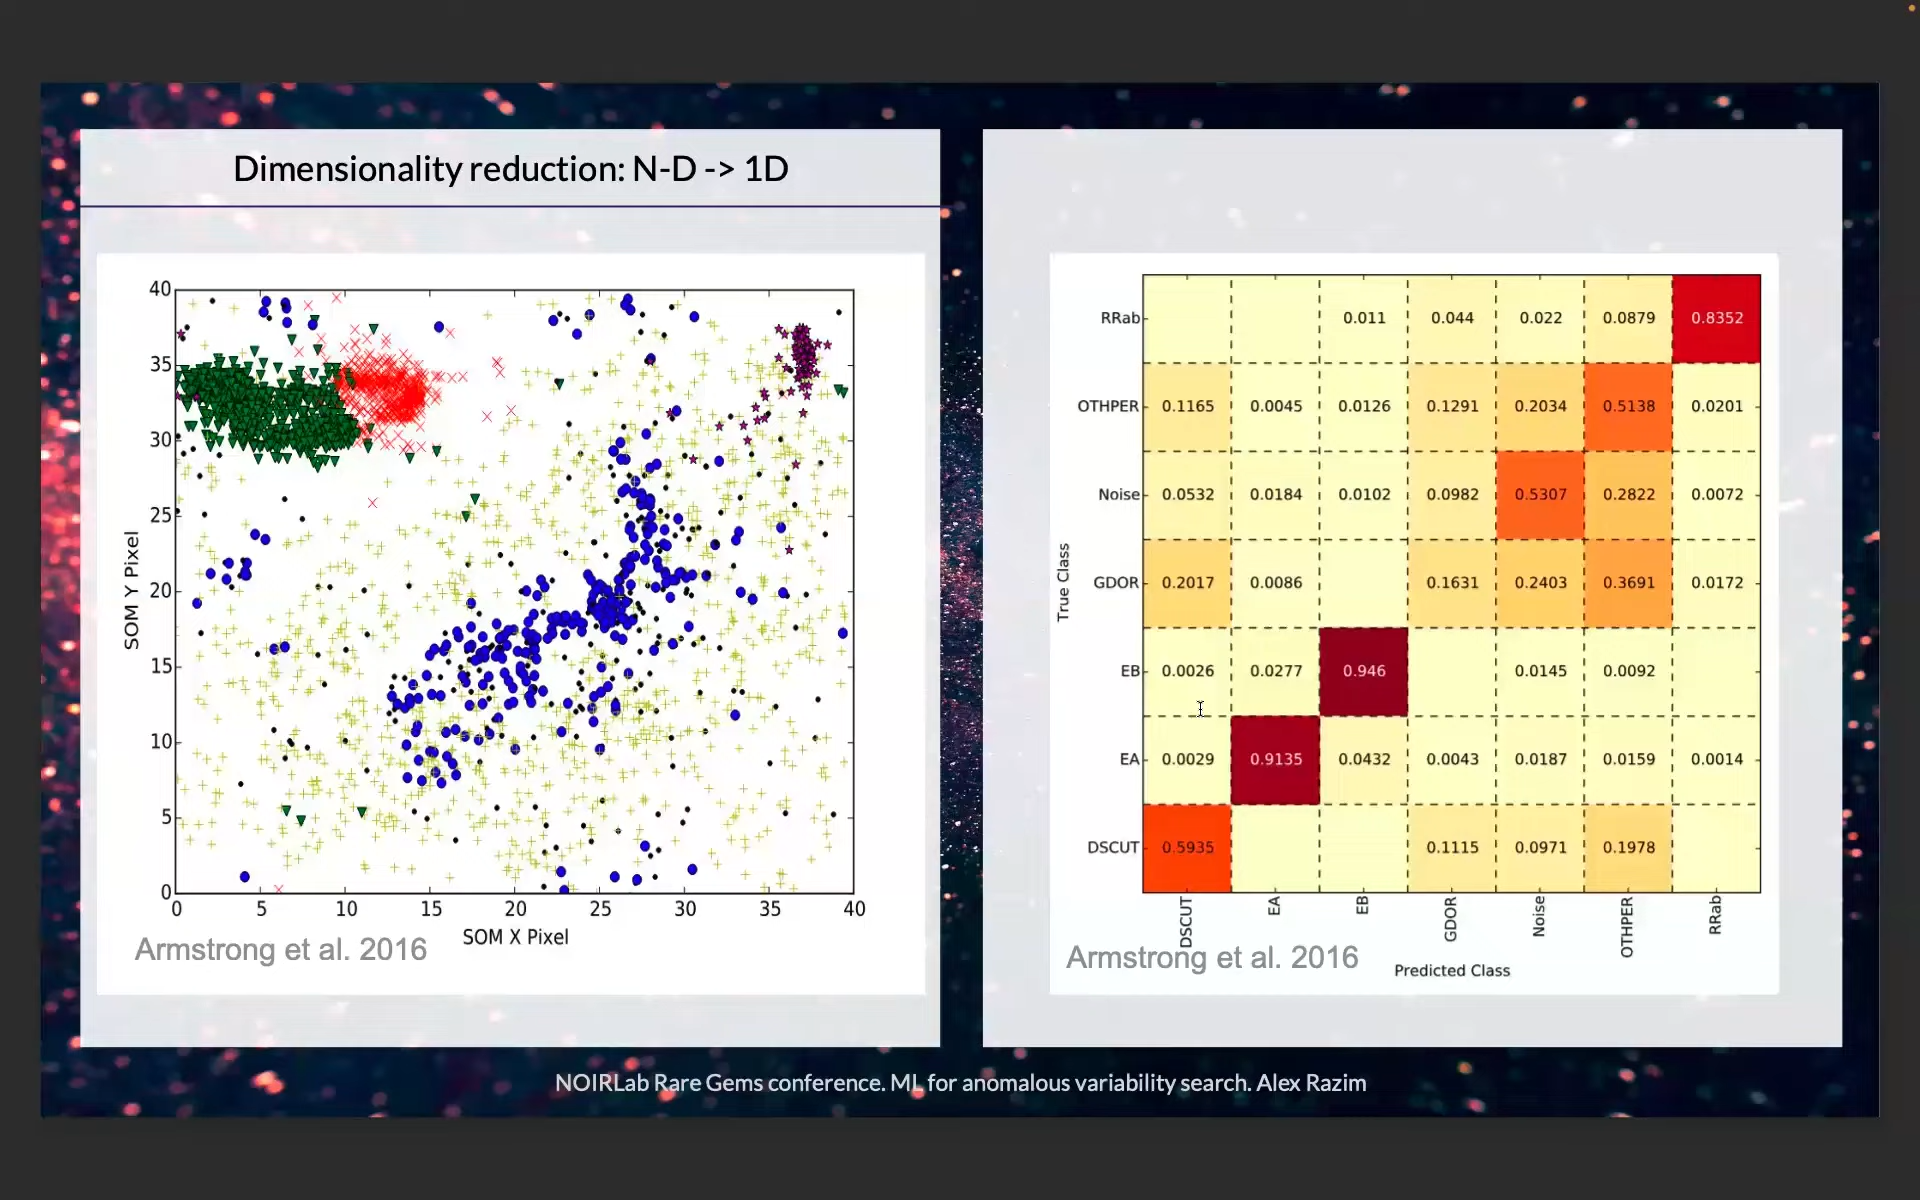 Dimensionality reduction: N-D -> 1D
40
35
30
25
20
15
10
5
0
SOM Y Pixel
0 5 10 15 20 25 30 35 40
SOM X Pixel
Armstrong et al. 2016
True Class
RRab 0.011 0.044 0.022 0.0879 0.8352
OTHPER 0.1165 0.0045 0.0126 0.1291 0.2034 0.5138 0.0201
Noise 0.0532 0.0184 0.0102 0.0982 0.5307 0.2822 0.0072
GDOR 0.2017 0.0086 0.1631 0.2403 0.3691 0.0172
EB 0.0026 0.0277 0.946 0.0145 0.0092
EA 0.0029 0.9135 0.0432 0.0043 0.0187 0.0159 0.0014
DSCUT 0.5935 0.1115 0.0971 0.1978
DSCUT EA EB GDOR Noise OTHPER RRab
Armstrong et al. 2016
Predicted Class
NOIRLab Rare Gems conference. ML for anomalous variability search. Alex Razim